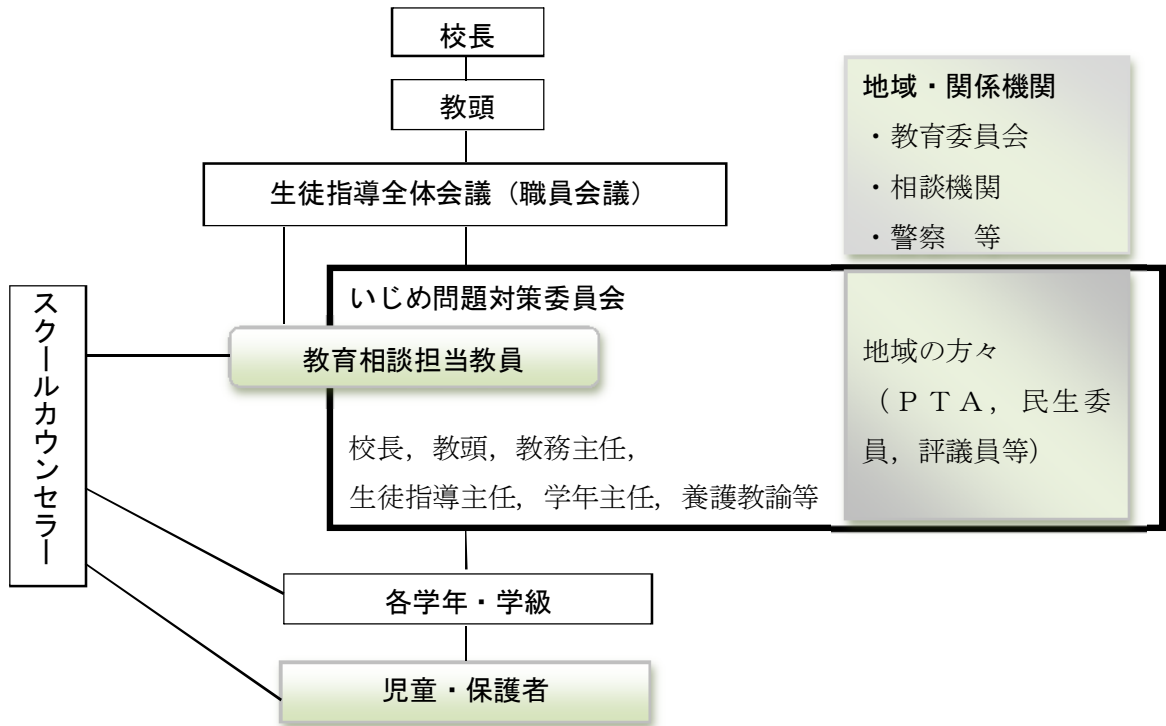 校長
教頭
生徒指導全体会議（職員会議）
地域・関係機関
・教育委員会
・相談機関
・警察　等
いじめ問題対策委員会
教育相談担当教員
校長，教頭，教務主任，
生徒指導主任，学年主任，養護教諭等
地域の方々
（ＰＴＡ，民生委
員，評議員等）
スクールカウンセラー
各学年・学級
児童・保護者